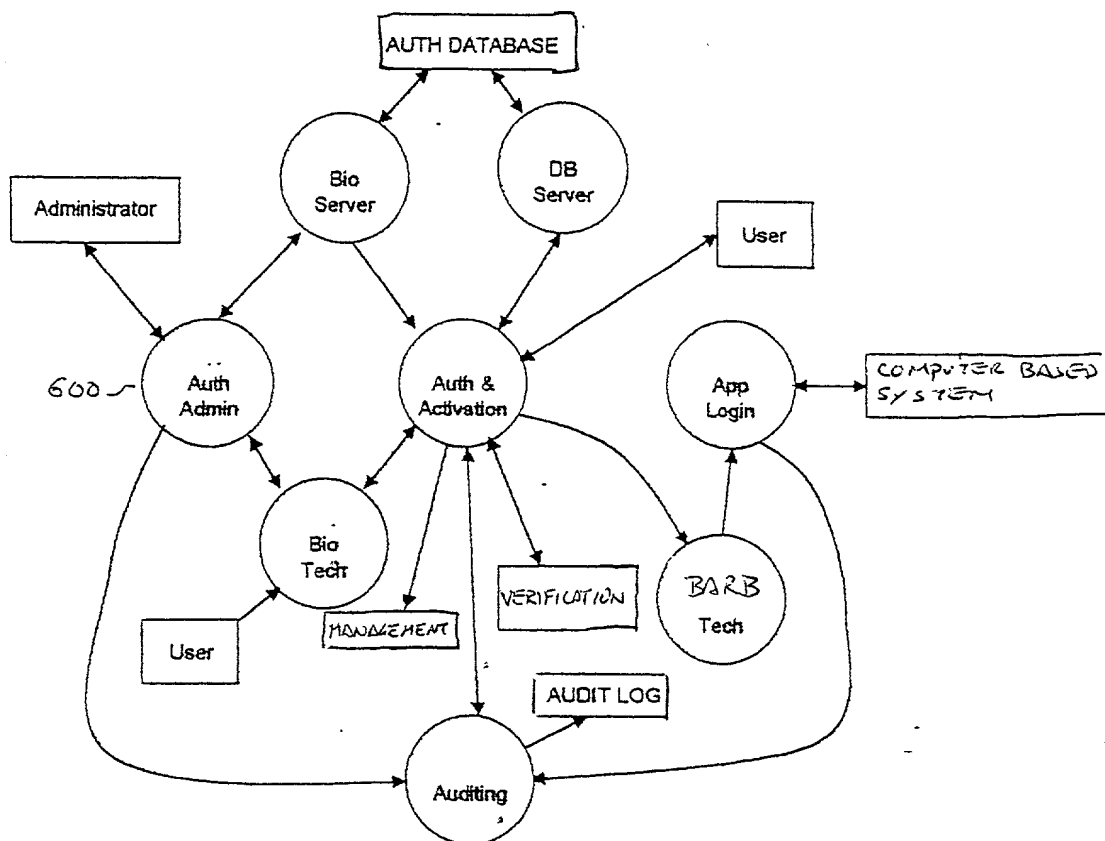 AUTH DATABASE
Bio
Server
DB
Server
Administrator
User
600
Auth
Admin
Auth &
Activation
App
Login
COMPUTER BASED
SYSTEM
Bio
Tech
VERIFICATION
BARB
Tech
MANAGEMENT
User
AUDIT LOG
Auditing